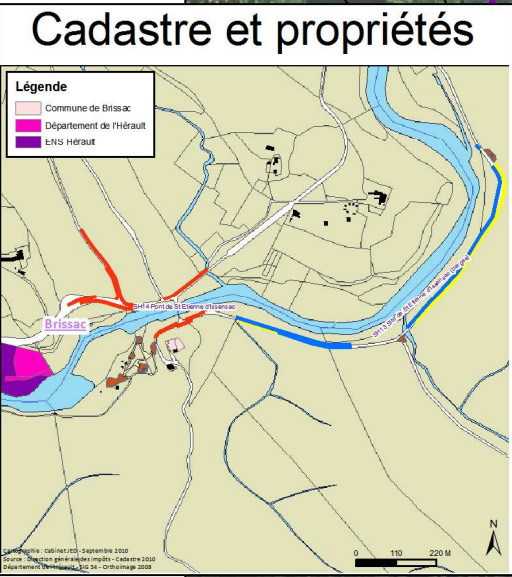 Cadastre et propriétés
Légende
Commune de Brissac
Département de l'Hérault
ENS Hérault
SH14 Pont de St Etienne d'Issensac
Brissac
N
0 110 220 M
Cartographie : Cabinet JED - Septembre 2010
Source : Direction générale des Impôts - Cadastre 2010
Département de l'Hérault - SIG 34 - Orthoimage 2008